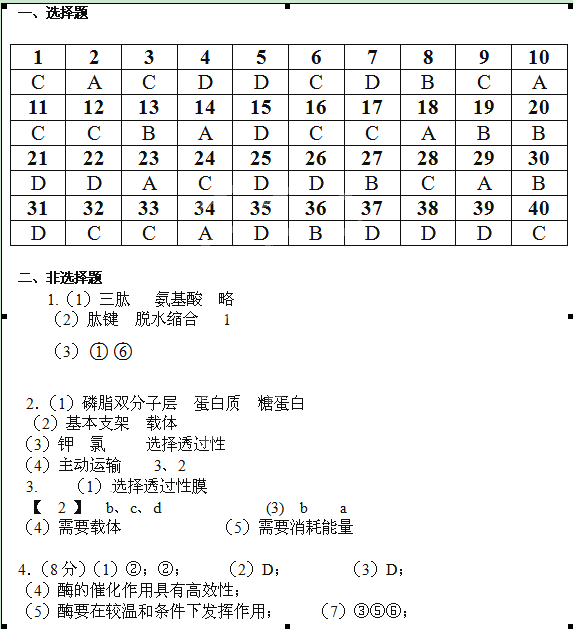 一、选择题
1 2 3 4 5 6 7 8 9 10
C A C D D C D B C A
11 12 13 14 15 16 17 18 19 20
C C B A D C C A B B
21 22 23 24 25 26 27 28 29 30
D D A C D D B C A B
31 32 33 34 35 36 37 38 39 40
D C C A D B D D D C
二、非选择题
1.（1）三肽 氨基酸 略
（2）肽键 脱水缩合 1
（3）① ⑥
2.（1）磷脂双分子层 蛋白质 糖蛋白
（2）基本支架 载体
（3）钾 氯 选择透过性
（4）主动运输 3、2
3. （1）选择透过性膜
【 2 】 b、c、d (3) b a
（4）需要载体 （5）需要消耗能量
4.（8分）（1）②；②； （2）D； （3）D；
（4）酶的催化作用具有高效性；
（5）酶要在较温和条件下发挥作用； （7）③⑤⑥；